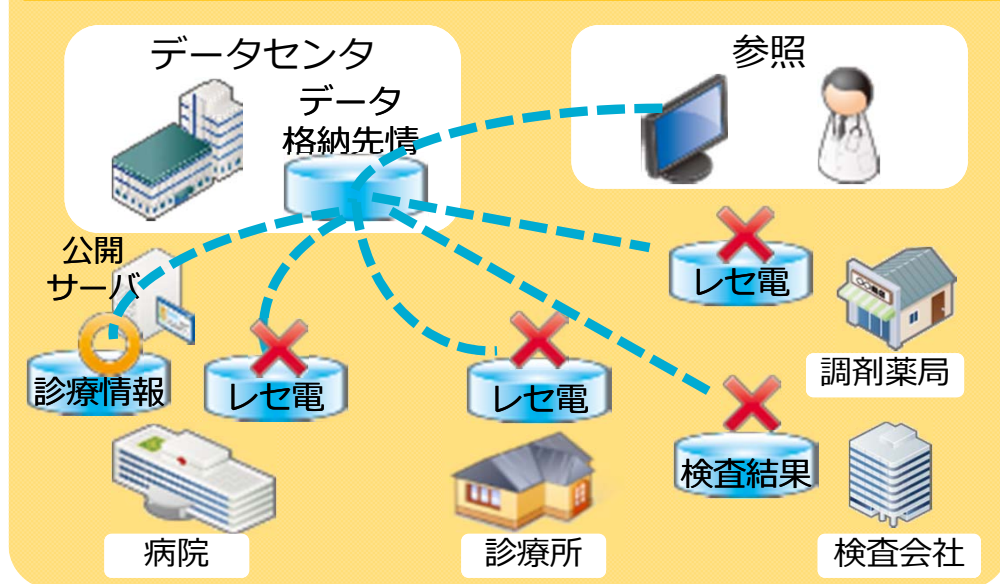 データセンタ
データ
格納先情
参照
公開
サーバ
診療情報
レセ電
レセ電
レセ電
検査結果
調剤薬局
病院
診療所
検査会社